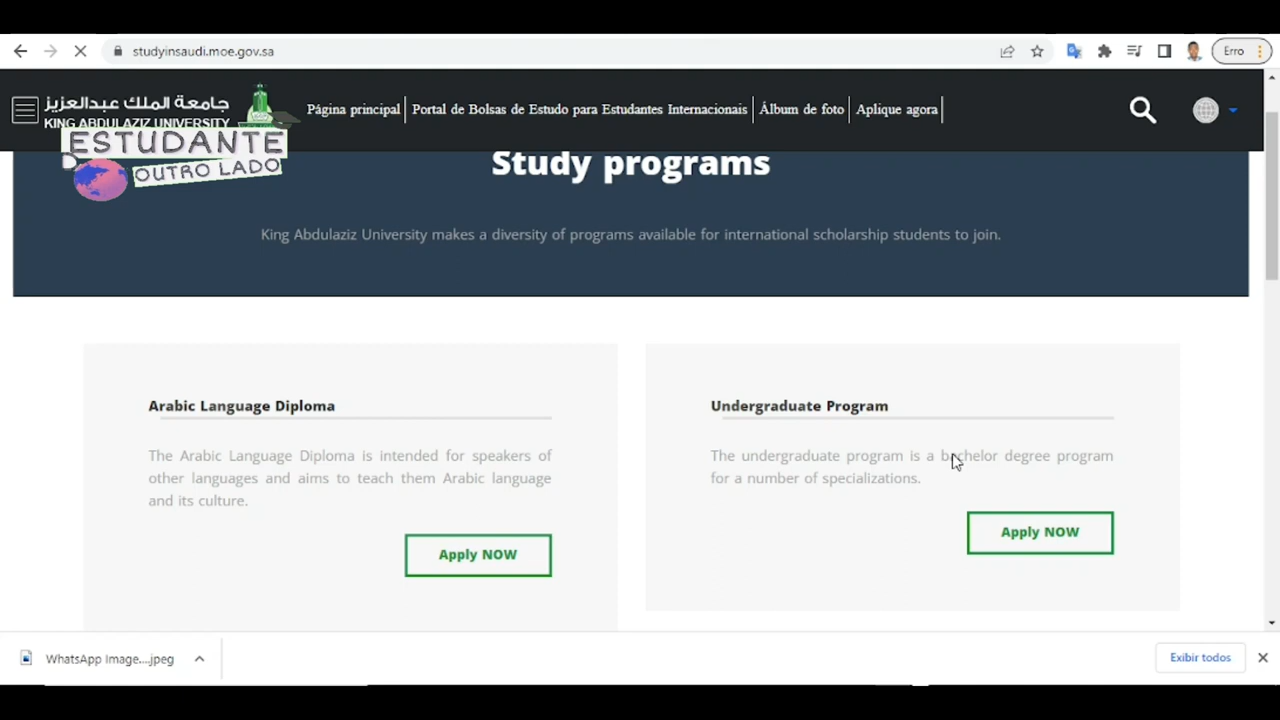 studyinsaudi.moe.gov.sa
Erro
جامعة الملك عبدالعزيز
KING ABDULAZIZ UNIVERSITY
Página principal
Portal de Bolsas de Estudo para Estudantes Internacionais
Álbum de foto
Aplique agora
ESTUDANTE
DO OUTRO LADO
Study programs
King Abdulaziz University makes a diversity of programs available for international scholarship students to join.
Arabic Language Diploma
The Arabic Language Diploma is intended for speakers of
other languages and aims to teach them Arabic language
and its culture.
Apply NOW
Undergraduate Program
The undergraduate program is a bachelor degree program
for a number of specializations.
Apply NOW
WhatsApp Image....jpeg
Exibir todos